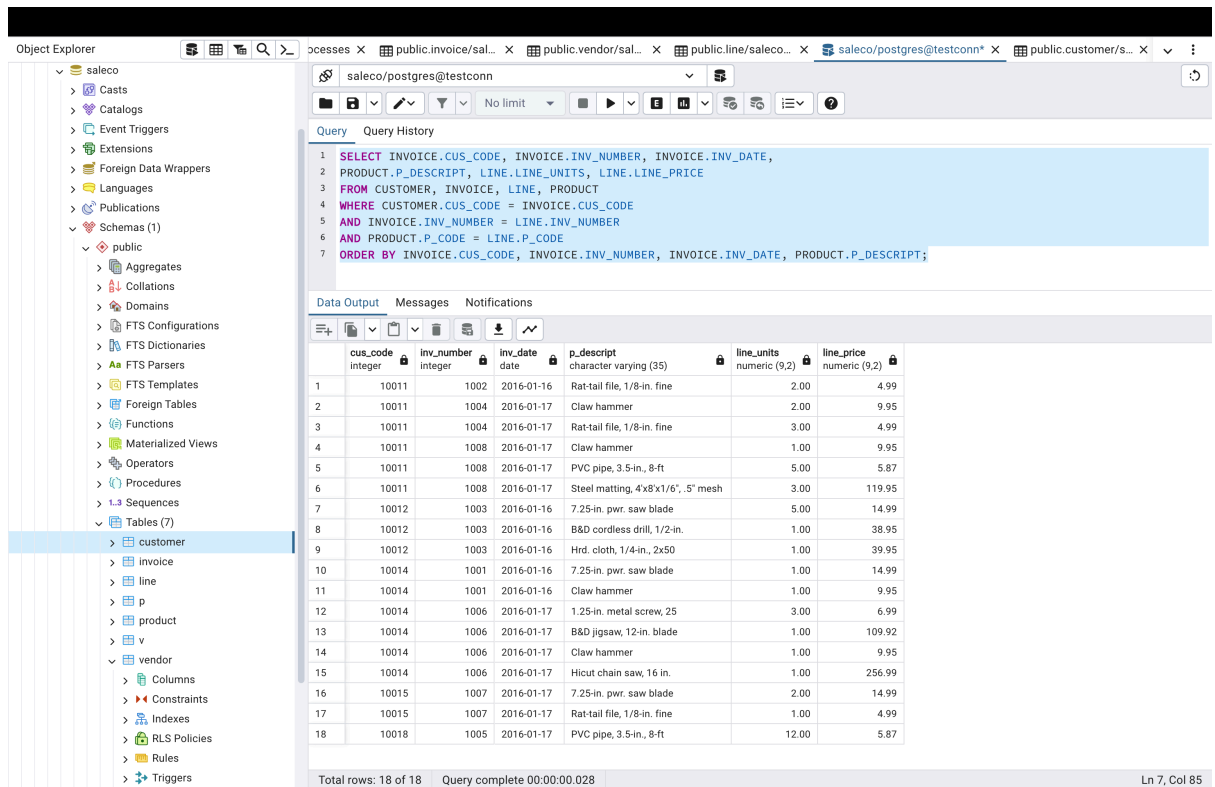 Object Explorer
ocesses × public.invoice/sal... × public.vendor/sal... × public.line/saleco... × saleco/postgres@testconn* × public.customer/s... ×
saleco
Casts
Catalogs
Event Triggers
Extensions
Foreign Data Wrappers
Languages
Publications
Schemas (1)
public
Aggregates
Collations
Domains
FTS Configurations
FTS Dictionaries
Aa FTS Parsers
FTS Templates
Foreign Tables
Functions
Materialized Views
Operators
Procedures
1..3 Sequences
Tables (7)
customer
invoice
line
p
product
v
vendor
Columns
Constraints
Indexes
RLS Policies
Rules
Triggers
saleco/postgres@testconn
No limit
E
Query Query History
1 SELECT INVOICE.CUS_CODE, INVOICE.INV_NUMBER, INVOICE.INV_DATE,
2 PRODUCT.P_DESCRIPT, LINE.LINE_UNITS, LINE.LINE_PRICE
3 FROM CUSTOMER, INVOICE, LINE, PRODUCT
4 WHERE CUSTOMER.CUS_CODE = INVOICE.CUS_CODE
5 AND INVOICE.INV_NUMBER = LINE.INV_NUMBER
6 AND PRODUCT.P_CODE = LINE.P_CODE
7 ORDER BY INVOICE.CUS_CODE, INVOICE.INV_NUMBER, INVOICE.INV_DATE, PRODUCT.P_DESCRIPT;
Data Output Messages Notifications
cus_code inv_number inv_date p_descript line_units line_price
integer integer date character varying (35) numeric (9,2) numeric (9,2)
1 10011 1002 2016-01-16 Rat-tail file, 1/8-in. fine 2.00 4.99
2 10011 1004 2016-01-17 Claw hammer 2.00 9.95
3 10011 1004 2016-01-17 Rat-tail file, 1/8-in. fine 3.00 4.99
4 10011 1008 2016-01-17 Claw hammer 1.00 9.95
5 10011 1008 2016-01-17 PVC pipe, 3.5-in., 8-ft 5.00 5.87
6 10011 1008 2016-01-17 Steel matting, 4'x8'x1/6", .5" mesh 3.00 119.95
7 10012 1003 2016-01-16 7.25-in. pwr. saw blade 5.00 14.99
8 10012 1003 2016-01-16 B&D cordless drill, 1/2-in. 1.00 38.95
9 10012 1003 2016-01-16 Hrd. cloth, 1/4-in., 2x50 1.00 39.95
10 10014 1001 2016-01-16 7.25-in. pwr. saw blade 1.00 14.99
11 10014 1001 2016-01-16 Claw hammer 1.00 9.95
12 10014 1006 2016-01-17 1.25-in. metal screw, 25 3.00 6.99
13 10014 1006 2016-01-17 B&D jigsaw, 12-in. blade 1.00 109.92
14 10014 1006 2016-01-17 Claw hammer 1.00 9.95
15 10014 1006 2016-01-17 Hicut chain saw, 16 in. 1.00 256.99
16 10015 1007 2016-01-17 7.25-in. pwr. saw blade 2.00 14.99
17 10015 1007 2016-01-17 Rat-tail file, 1/8-in. fine 1.00 4.99
18 10018 1005 2016-01-17 PVC pipe, 3.5-in., 8-ft 12.00 5.87
Total rows: 18 of 18 Query complete 00:00:00.028 Ln 7, Col 85